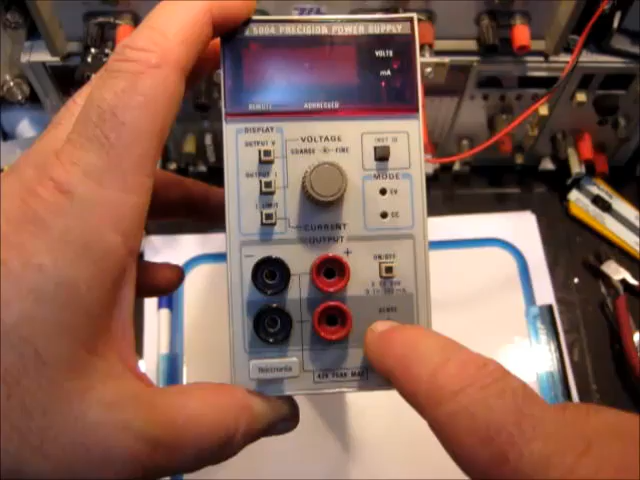 5004 PRECISION POWER SUPPLY
VOLTS
mA
REMOTE ADDRESSED
DISPLAY
OUTPUT V
VOLTAGE
COARSE FINE
INST ID
OUTPUT I
MODE
CV
I LIMIT
CC
CURRENT
OUTPUT
- +
ON/OFF
SENSE
Tektronix
42V PEAK MAX